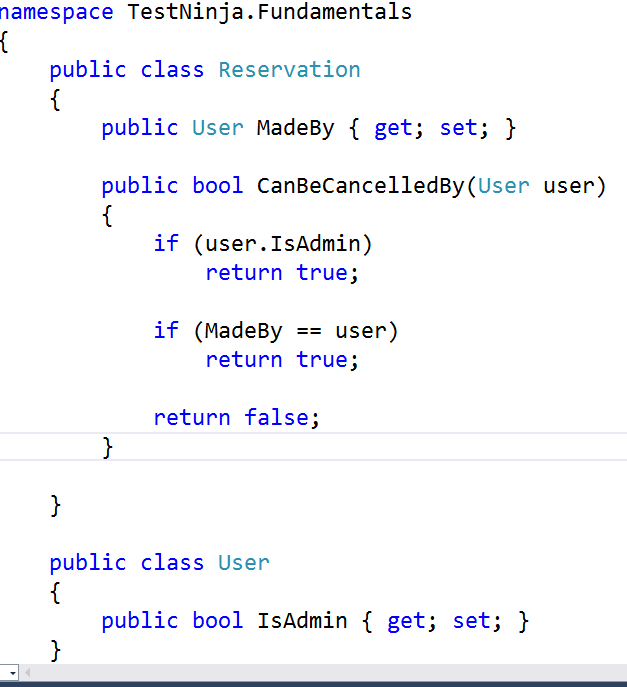 namespace TestNinja.Fundamentals
{
    public class Reservation
    {
        public User MadeBy { get; set; }

        public bool CanBeCancelledBy(User user)
        {
            if (user.IsAdmin)
                return true;

            if (MadeBy == user)
                return true;

            return false;
        }

    }

    public class User
    {
        public bool IsAdmin { get; set; }
    }